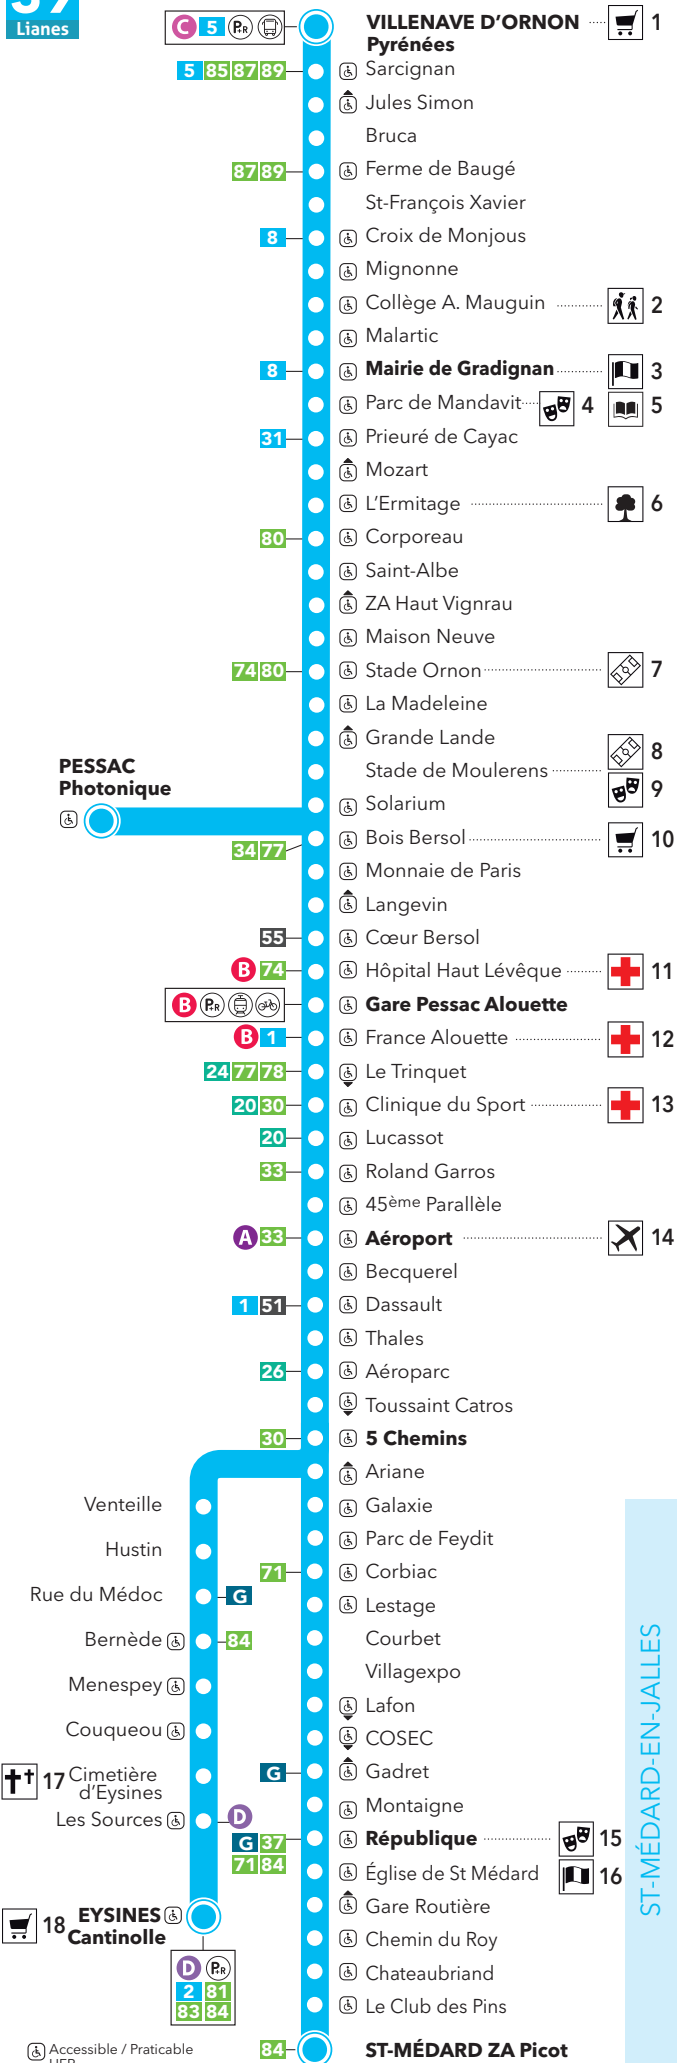 Lianes
C 5 P+R VILLENAVE D'ORNON 1
Pyrénées
5 85 87 89 Sarcignan
Jules Simon
Bruca
87 89 Ferme de Baugé
St-François Xavier
8 Croix de Monjous
Mignonne
Collège A. Mauguin 2
Malartic
8 Mairie de Gradignan 3
Parc de Mandavit 4 5
31 Prieuré de Cayac
Mozart
L'Ermitage 6
80 Corporeau
Saint-Albe
ZA Haut Vignrau
Maison Neuve
74 80 Stade Ornon 7
La Madeleine
Grande Lande
8
Stade de Moulerens
9
PESSAC
Photonique
Solarium
34 77 Bois Bersol 10
Monnaie de Paris
Langevin
55 Cœur Bersol
B 74 Hôpital Haut Lévêque 11
B P+R Gare Pessac Alouette
B 1 France Alouette 12
24 77 78 Le Trinquet
20 30 Clinique du Sport 13
20 Lucassot
33 Roland Garros
45ème Parallèle
A 33 Aéroport 14
Becquerel
1 51 Dassault
Thales
26 Aéroparc
Toussaint Catros
30 5 Chemins
Ariane
Galaxie
Parc de Feydit
71 Corbiac
Lestage
Courbet
Villagexpo
Lafon
COSEC
G Gadret
Montaigne
G 37 République 15
71 84
Église de St Médard 16
Gare Routière
Chemin du Roy
Chateaubriand
Le Club des Pins
84 ST-MÉDARD ZA Picot
ST-MÉDARD-EN-JALLES
Venteille
Hustin
Rue du Médoc G
Bernède 84
Menespey
Couqueou
17 Cimetière
d'Eysines
Les Sources D
18 EYSINES
Cantinolle
D P+R
2 81
83 84
Accessible / Praticable